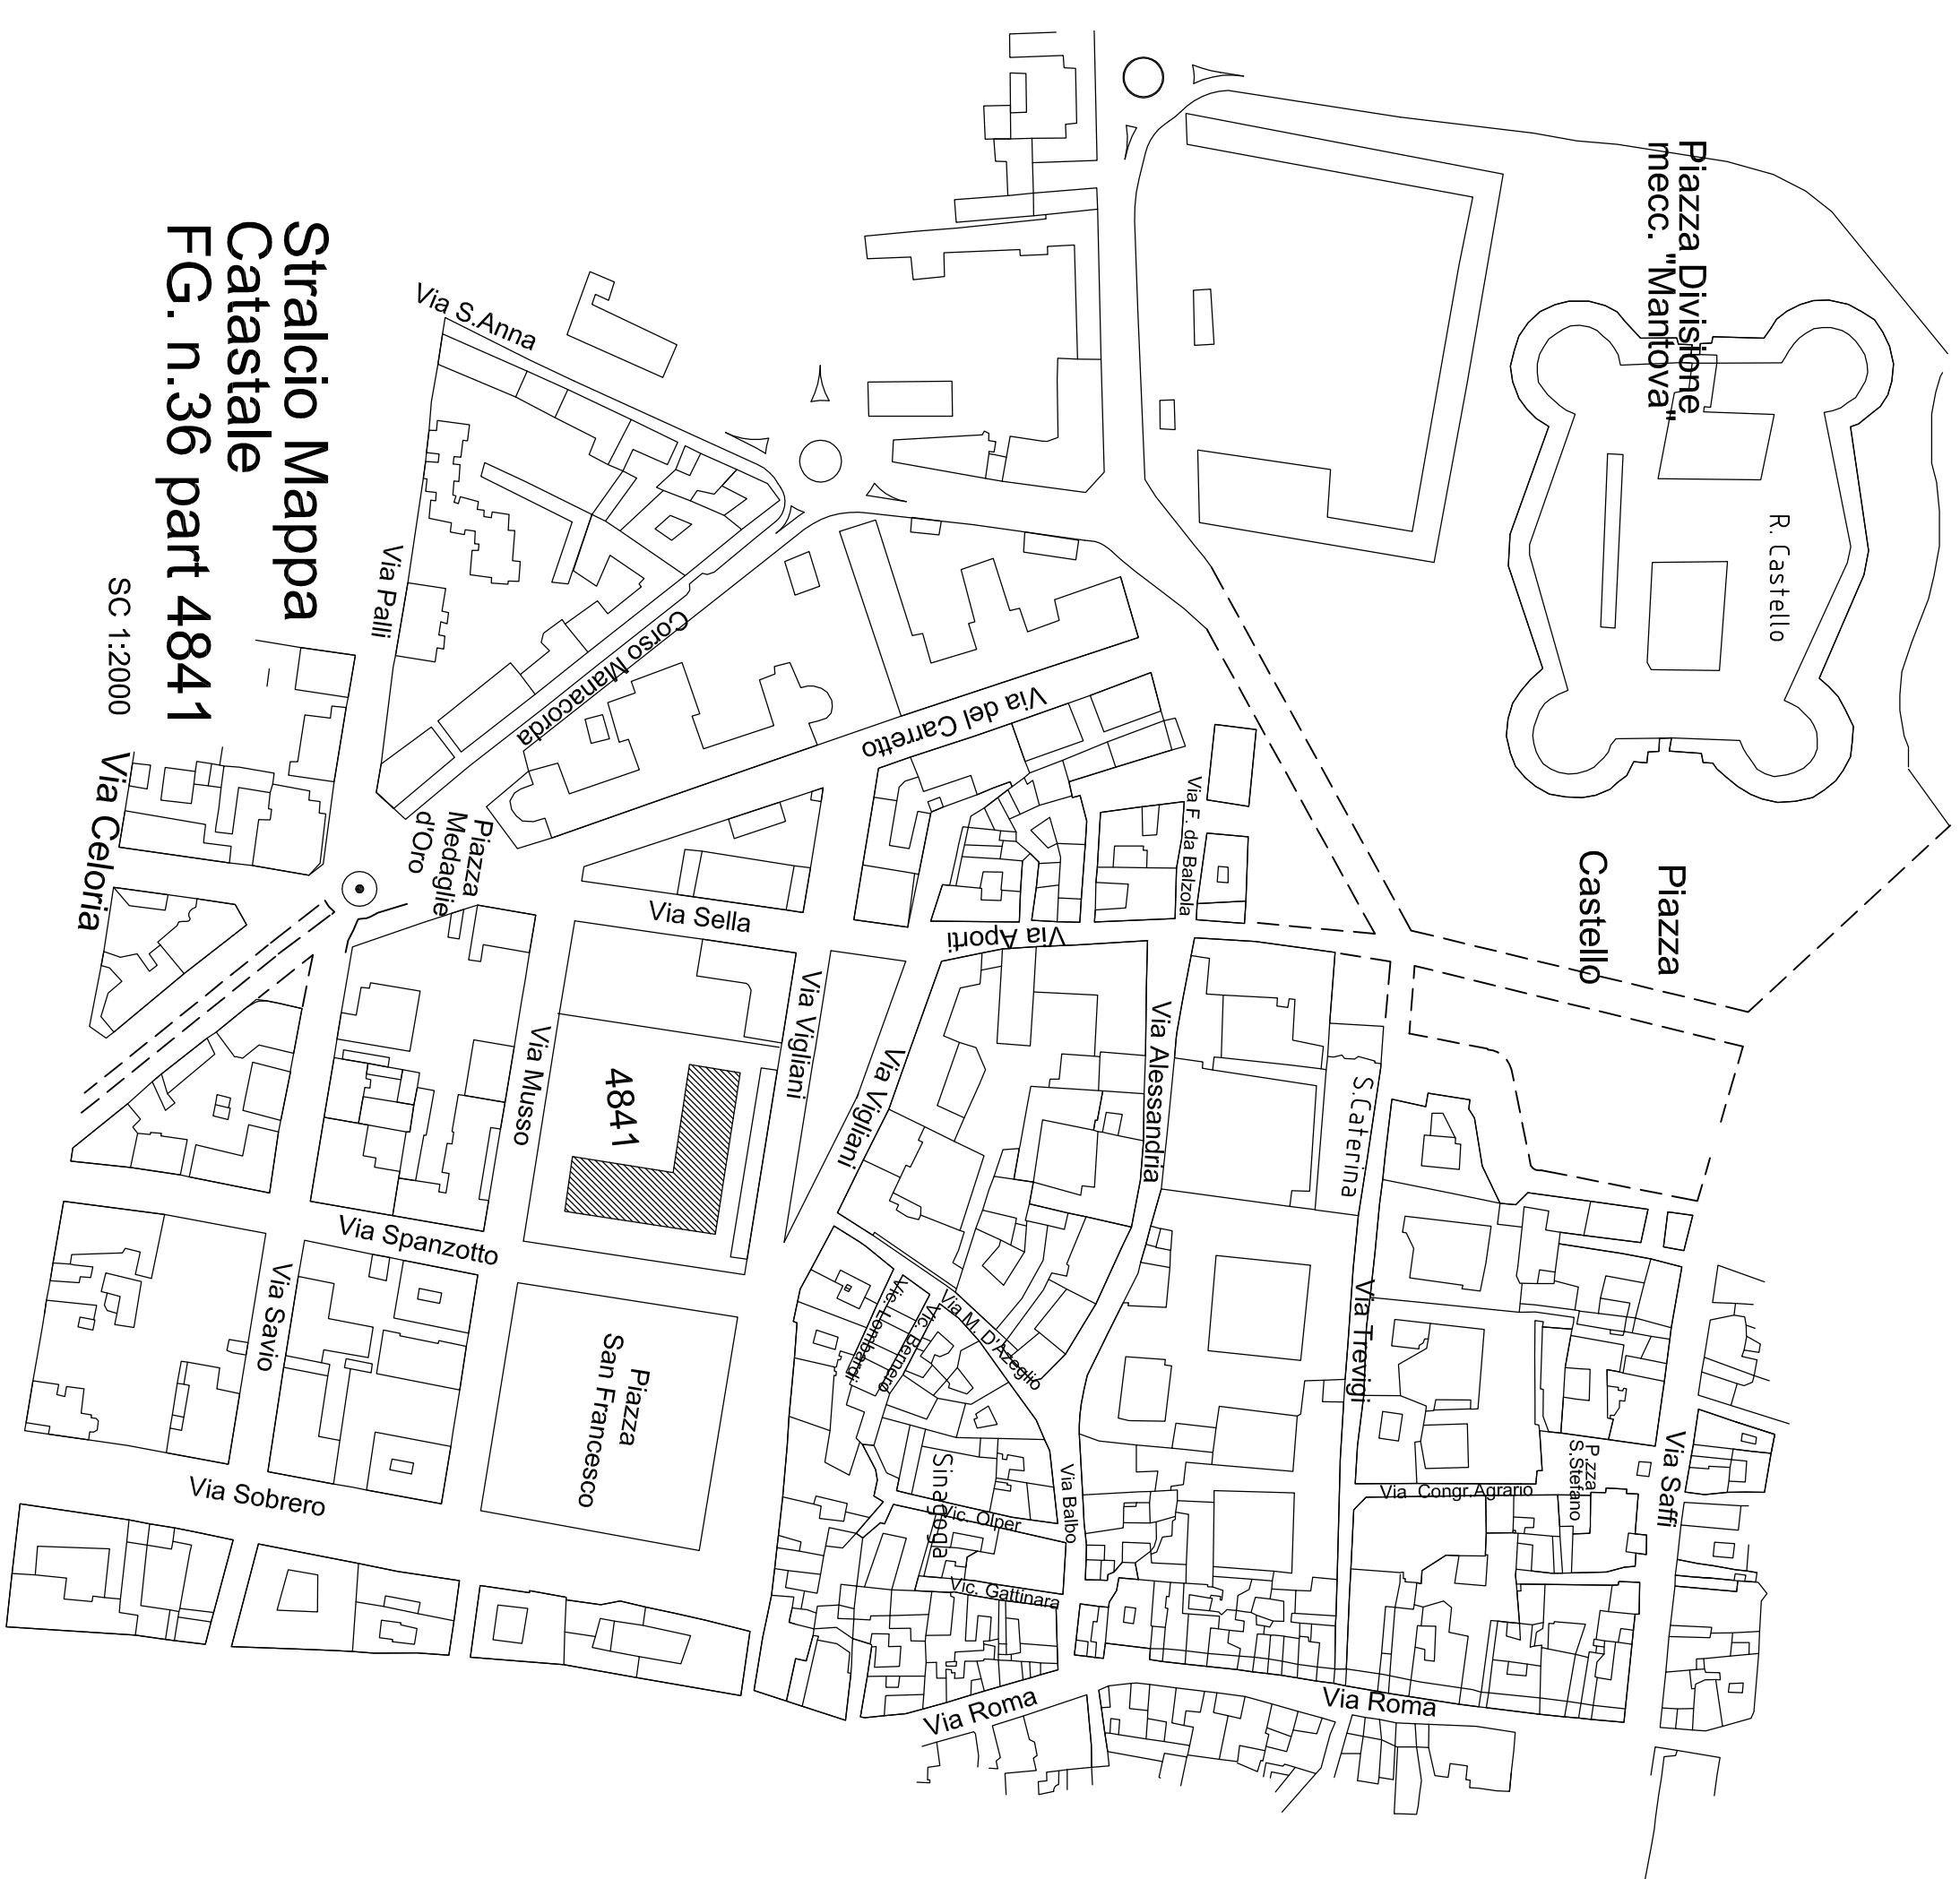 Stralcio Mappa
Catastale
FG. n.36 part 4841
SC 1:2000
Piazza Divisione
mecc. "Mantova"
R. Castello
Piazza
Castello
Via S.Anna
Via Palli
Corso Manacorda
Via del Carretto
Via F. da Balzola
Via Celoria
Piazza
Medaglie
d'Oro
Via Sella
Via Aporti
Via Vigliani
Via Vigliani
Via Alessandria
S.Caterina
Via Musso
4841
Via Spanzotto
Via Savio
Piazza
San Francesco
Via Sobrero
Vic. Lombardi
Vic. Bernero
Via M. D'Azeglio
Via Trevigi
Sinagoga
Via Balbo
Vic. Olper
Vic. Gattinara
Via Congr.Agrario
P.zza
S.Stefano
Via Saffi
Via Roma
Via Roma